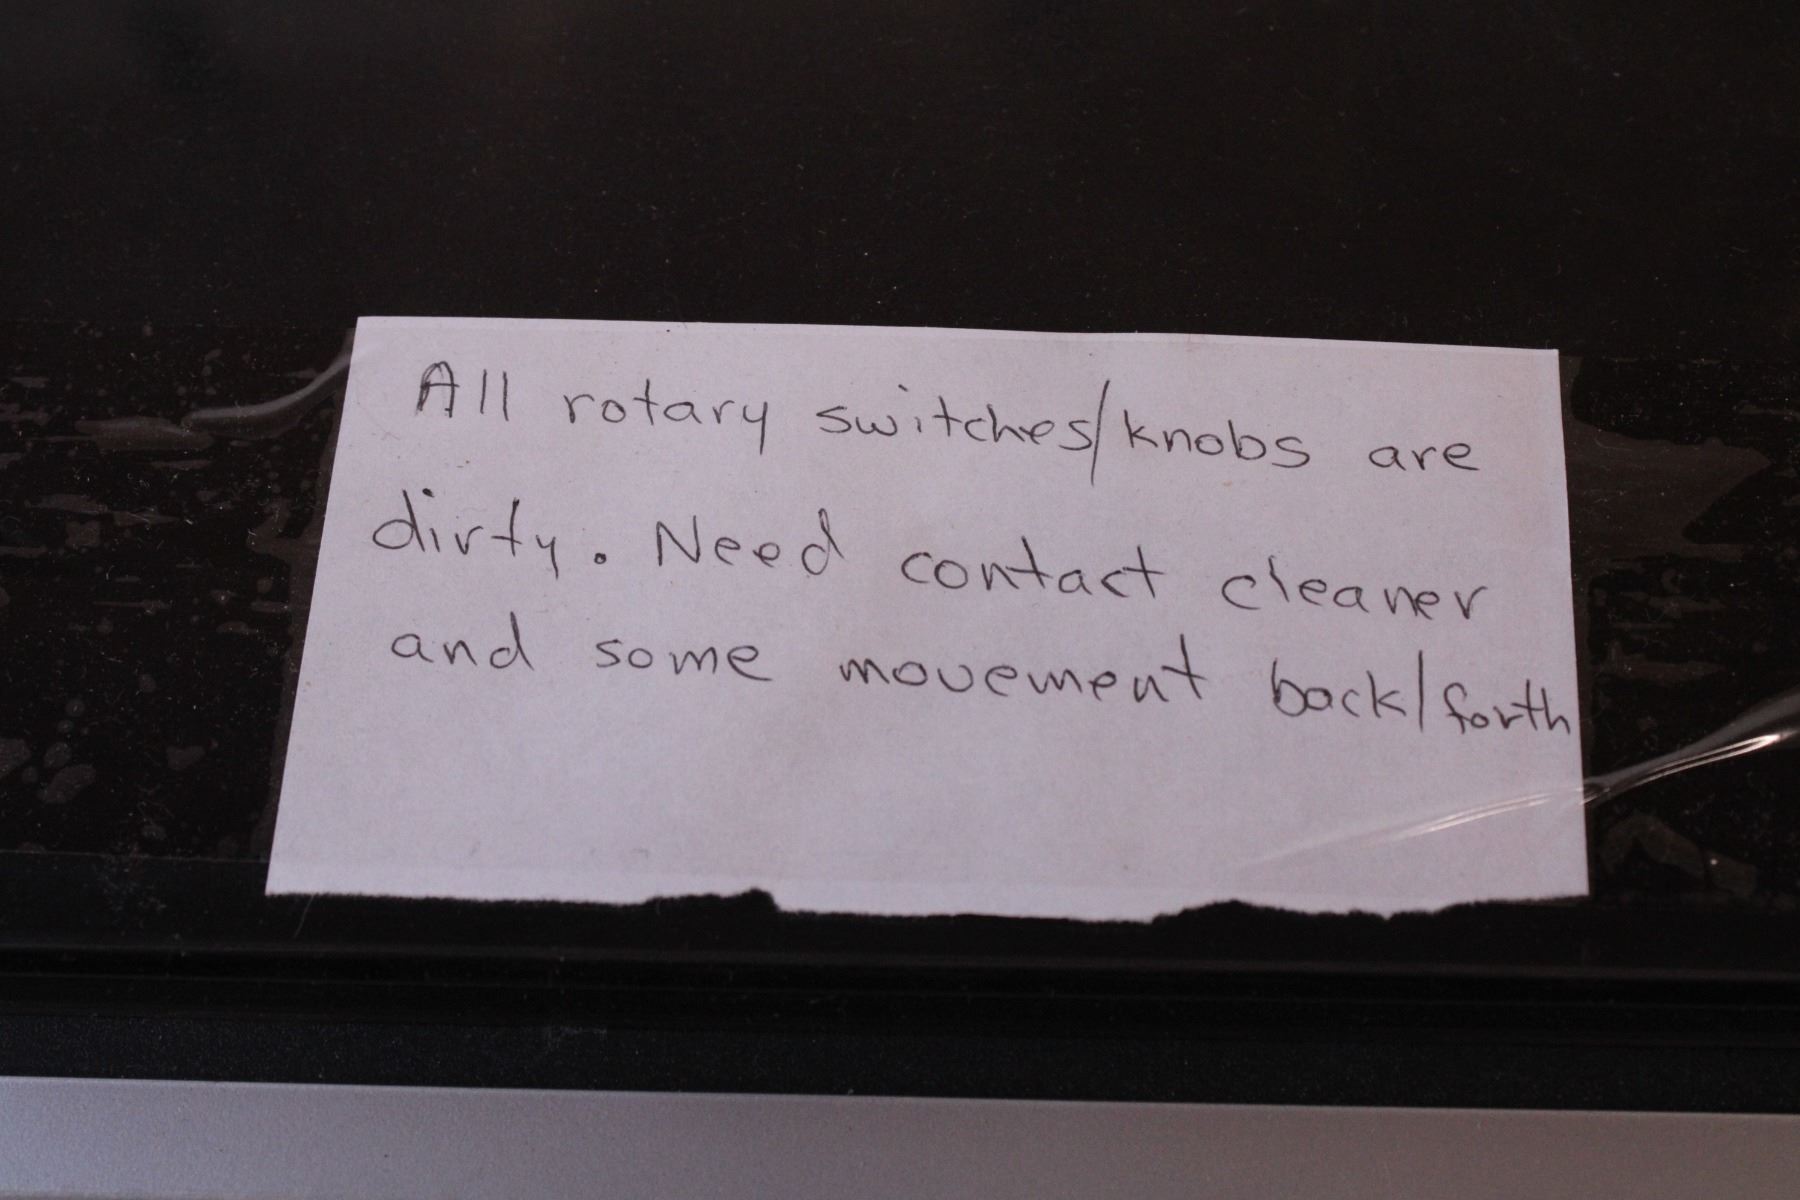 All rotary switches/knobs are
dirty. Need contact cleaner
and some movement back/forth